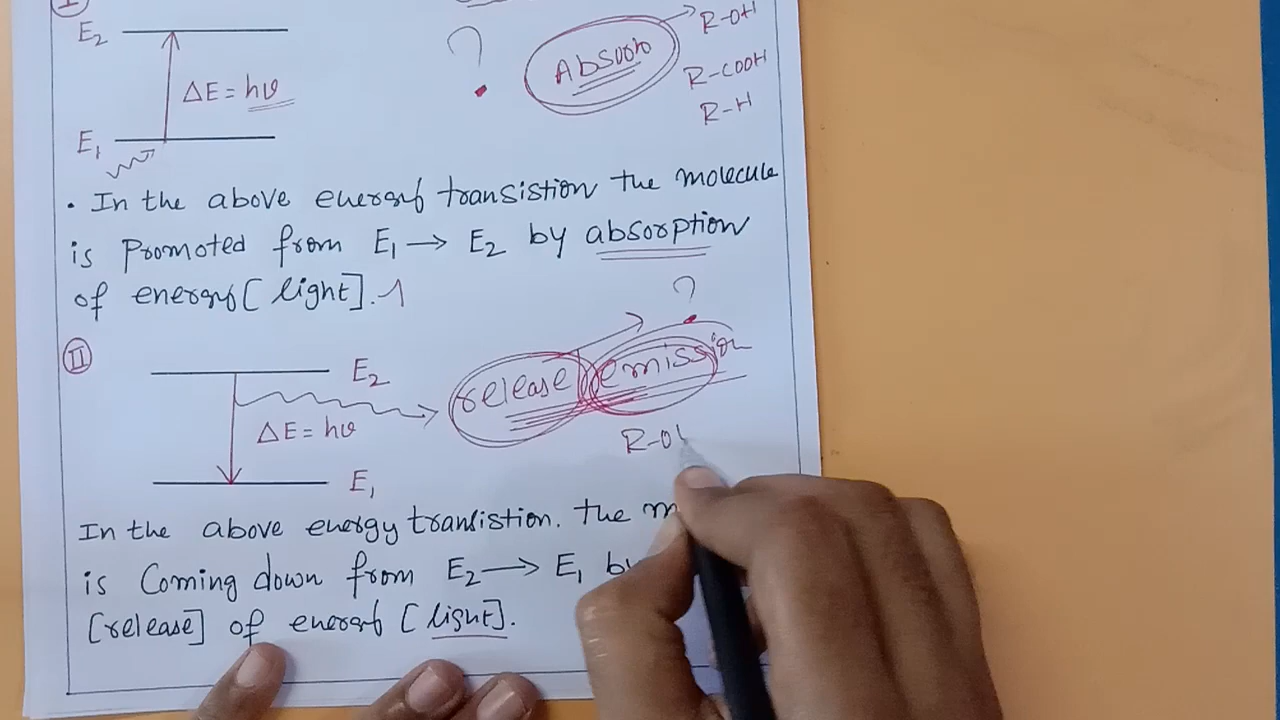 I
E₂
ΔE = hυ
E₁
?
Absorb
R-OH
R-COOH
R-H
• In the above energy transistion the molecule
is Promoted from E₁ → E₂ by absorption
of energy [light].
II
E₂
ΔE = hυ
E₁
release emission
?
R-O
In the above energy transistion. the m
is Coming down from E₂ → E₁ by
[release] of energy [light].